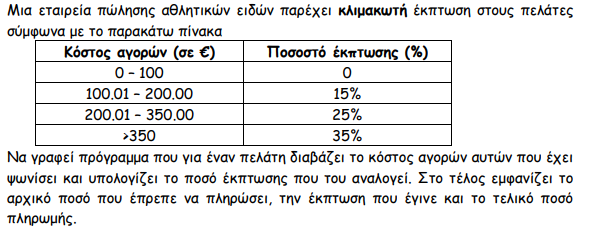 Μια εταιρεία πώλησης αθλητικών ειδών παρέχει κλιμακωτή έκπτωση στους πελάτες
σύμφωνα με το παρακάτω πίνακα
Κόστος αγορών (σε €) Ποσοστό έκπτωσης (%)
0 – 100 0
100.01 – 200.00 15%
200.01 – 350.00 25%
>350 35%
Να γραφεί πρόγραμμα που για έναν πελάτη διαβάζει το κόστος αγορών αυτών που έχει
ψωνίσει και υπολογίζει το ποσό έκπτωσης που του αναλογεί. Στο τέλος εμφανίζει το
αρχικό ποσό που έπρεπε να πληρώσει, την έκπτωση που έγινε και το τελικό ποσό
πληρωμής.